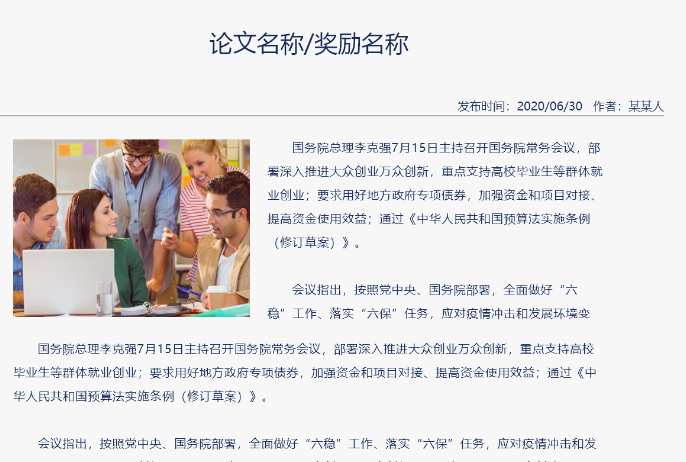 论文名称/奖励名称
发布时间：2020/06/30 作者：某某人
国务院总理李克强7月15日主持召开国务院常务会议，部
署深入推进大众创业万众创新，重点支持高校毕业生等群体就
业创业；要求用好地方政府专项债券，加强资金和项目对接、
提高资金使用效益；通过《中华人民共和国预算法实施条例
（修订草案）》。
会议指出，按照党中央、国务院部署，全面做好“六
稳”工作、落实“六保”任务，应对疫情冲击和发展环境变
国务院总理李克强7月15日主持召开国务院常务会议，部署深入推进大众创业万众创新，重点支持高校
毕业生等群体就业创业；要求用好地方政府专项债券，加强资金和项目对接、提高资金使用效益；通过《中
华人民共和国预算法实施条例（修订草案）》。
会议指出，按照党中央、国务院部署，全面做好“六稳”工作、落实“六保”任务，应对疫情冲击和发